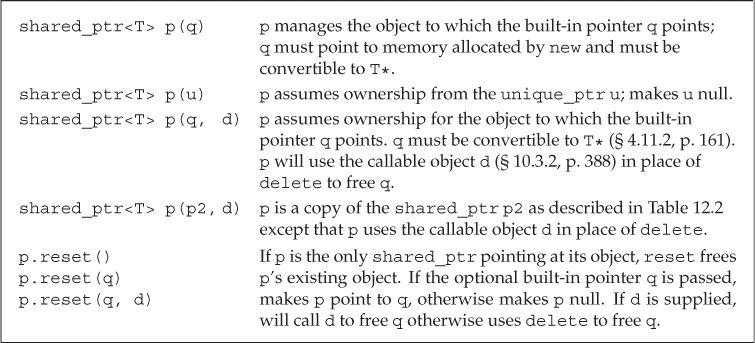 shared_ptr<T> p(q) p manages the object to which the built-in pointer q points;
q must point to memory allocated by new and must be
convertible to T*.
shared_ptr<T> p(u) p assumes ownership from the unique_ptr u; makes u null.
shared_ptr<T> p(q, d) p assumes ownership for the object to which the built-in
pointer q points. q must be convertible to T* (§ 4.11.2, p. 161).
p will use the callable object d (§ 10.3.2, p. 388) in place of
delete to free q.
shared_ptr<T> p(p2, d) p is a copy of the shared_ptr p2 as described in Table 12.2
except that p uses the callable object d in place of delete.
p.reset() If p is the only shared_ptr pointing at its object, reset frees
p.reset(q) p's existing object. If the optional built-in pointer q is passed,
p.reset(q, d) makes p point to q, otherwise makes p null. If d is supplied,
will call d to free q otherwise uses delete to free q.